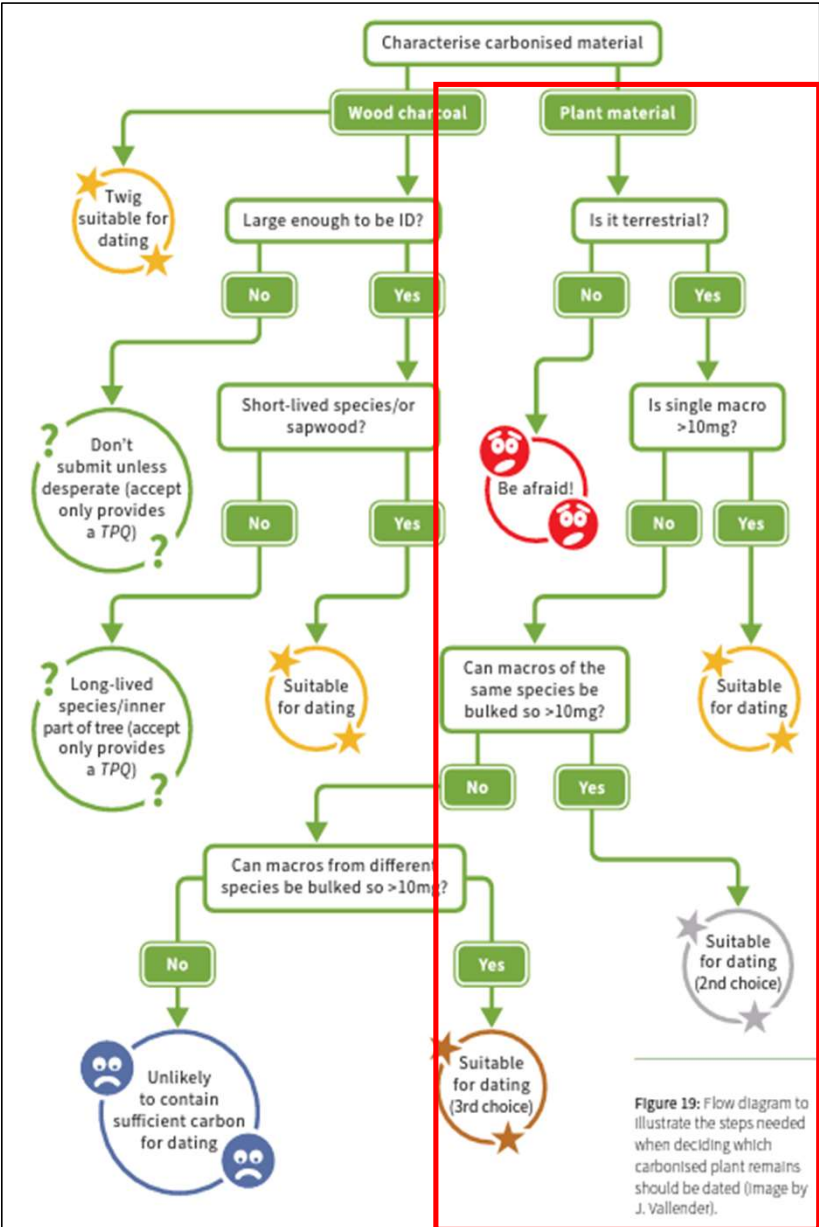 Characterise carbonised material
Wood charcoal
Plant material
Twig
suitable for
dating
Large enough to be ID?
Is it terrestrial?
No
Yes
No
Yes
Don't
submit unless
desperate (accept
only provides
a TPQ)
?
?
Short-lived species/or
sapwood?
Be afraid!
Is single macro
>10mg?
No
Yes
No
Yes
Long-lived
species/inner
part of tree (accept
only provides
a TPQ)
?
?
Suitable
for dating
Can macros of the
same species be
bulked so >10mg?
Suitable
for dating
No
Yes
Can macros from different
species be bulked so >10mg?
Suitable
for dating
(2nd choice)
No
Yes
Unlikely
to contain
sufficient carbon
for dating
Suitable
for dating
(3rd choice)
Figure 19: Flow diagram to
illustrate the steps needed
when deciding which
carbonised plant remains
should be dated (image by
J. Vallender).